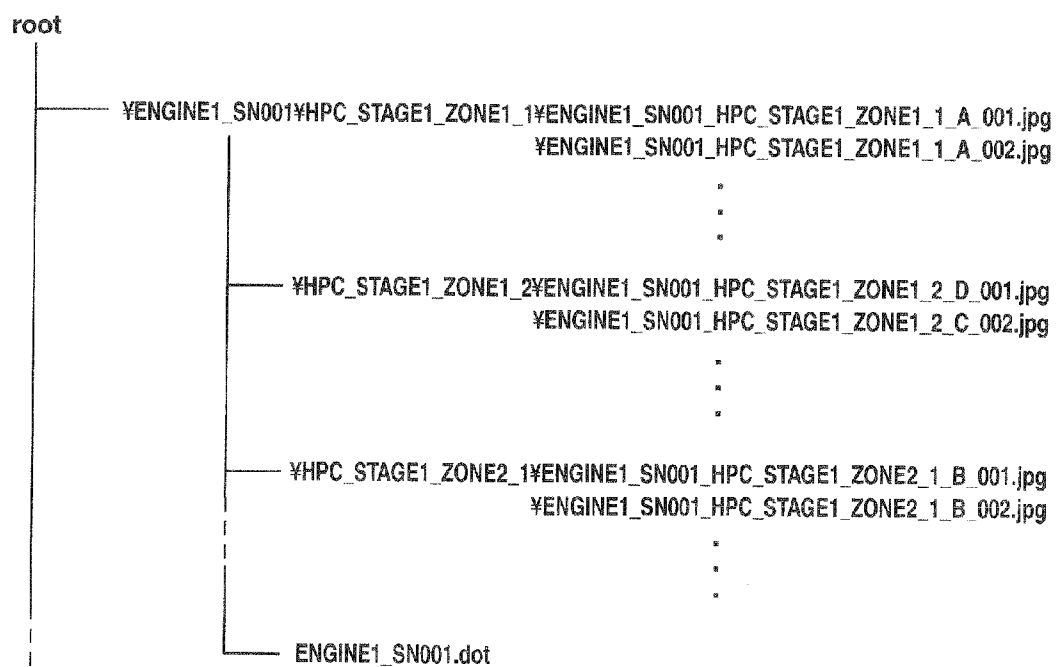 root
¥ENGINE1_SN001¥HPC_STAGE1_ZONE1_1¥ENGINE1_SN001_HPC_STAGE1_ZONE1_1_A_001.jpg
¥ENGINE1_SN001_HPC_STAGE1_ZONE1_1_A_002.jpg
¥HPC_STAGE1_ZONE1_2¥ENGINE1_SN001_HPC_STAGE1_ZONE1_2_D_001.jpg
¥ENGINE1_SN001_HPC_STAGE1_ZONE1_2_C_002.jpg
¥HPC_STAGE1_ZONE2_1¥ENGINE1_SN001_HPC_STAGE1_ZONE2_1_B_001.jpg
¥ENGINE1_SN001_HPC_STAGE1_ZONE2_1_B_002.jpg
ENGINE1_SN001.dot